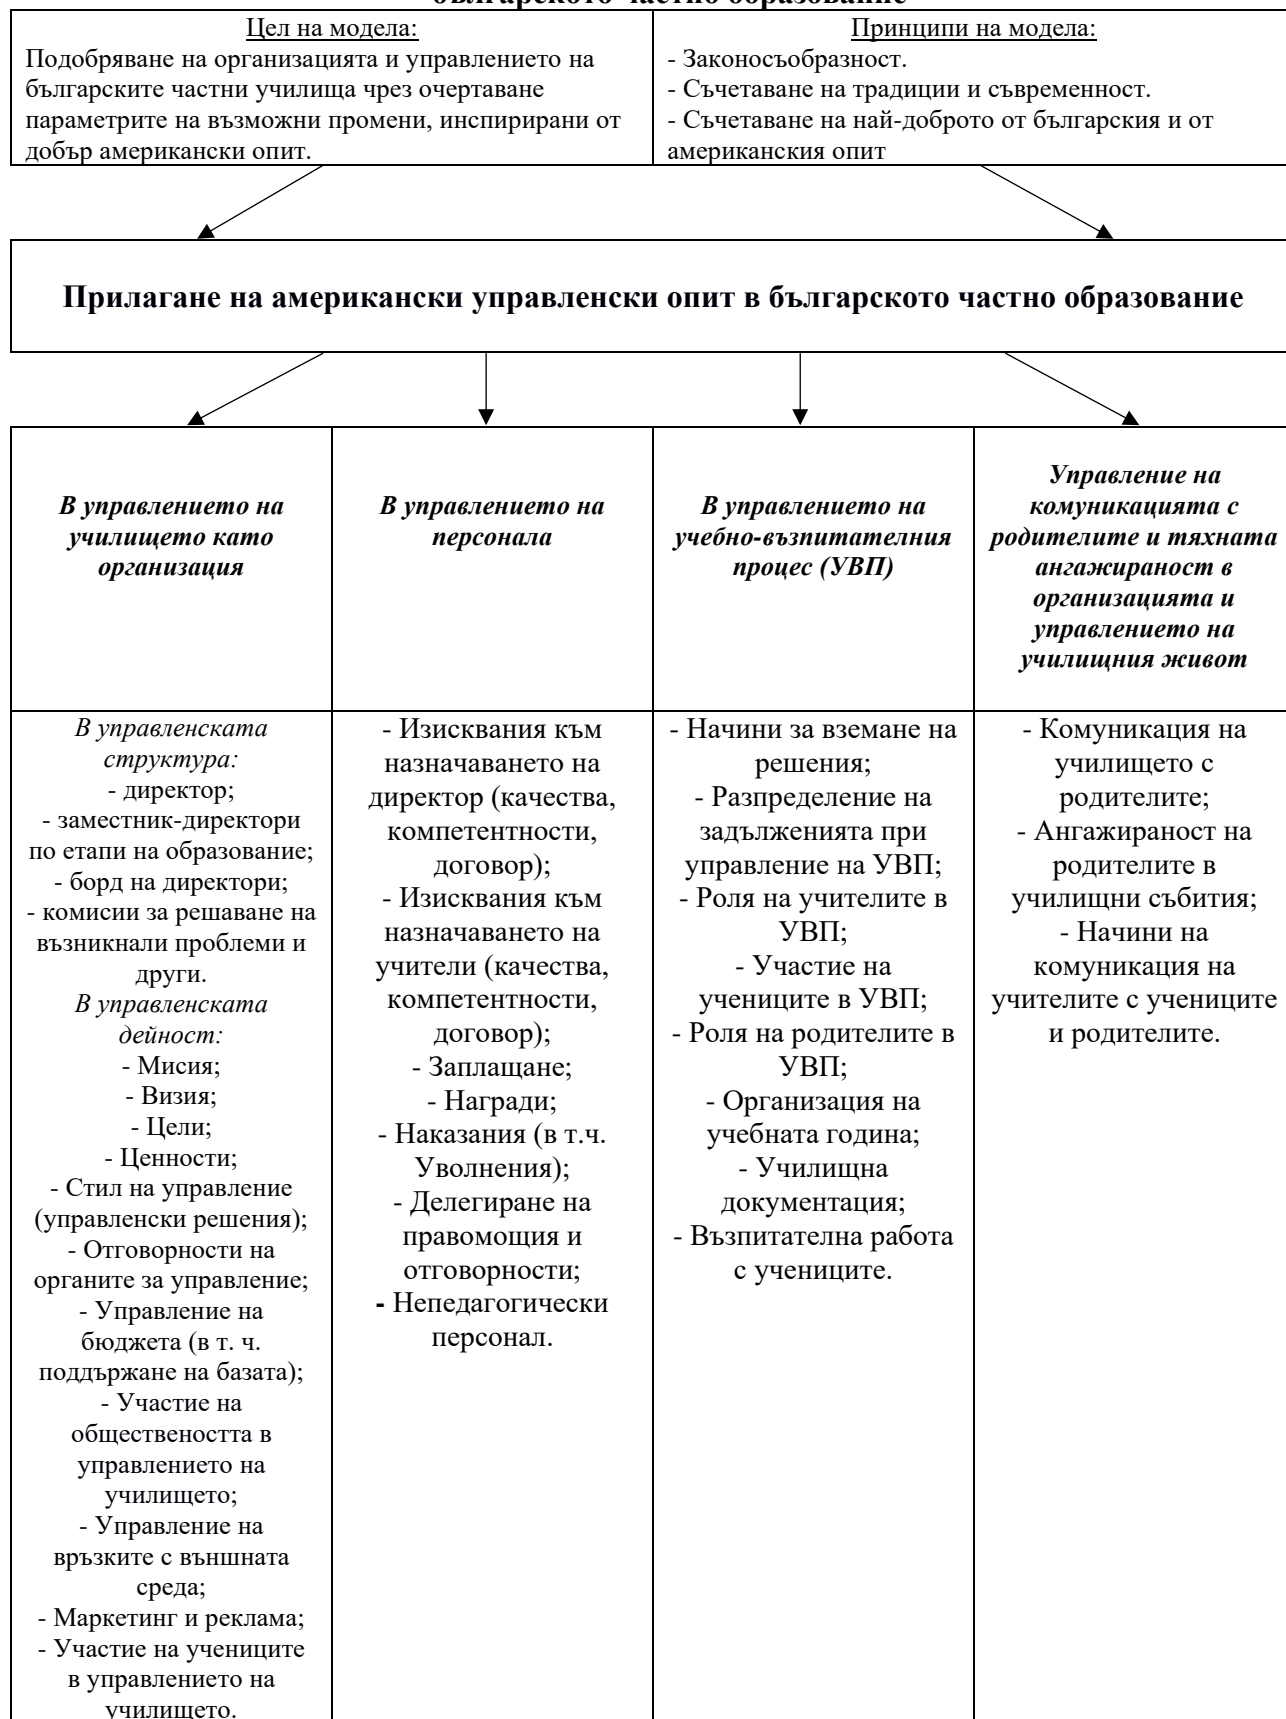 българското частно образование
Цел на модела:
Подобряване на организацията и управлението на
българските частни училища чрез очертаване
параметрите на възможни промени, инспирирани от
добър американски опит.
Принципи на модела:
- Законосъобразност.
- Съчетаване на традиции и съвременност.
- Съчетаване на най-доброто от българския и от
американския опит
Прилагане на американски управленски опит в българското частно образование
В управлението на
училището като
организация
В управлението на
персонала
В управлението на
учебно-възпитателния
процес (УВП)
Управление на
комуникацията с
родителите и тяхната
ангажираност в
организацията и
управлението на
училищния живот
В управленската
структура:
- директор;
- заместник-директори
по етапи на образование;
- борд на директори;
- комисии за решаване на
възникнали проблеми и
други.
В управленската
дейност:
- Мисия;
- Визия;
- Цели;
- Ценности;
- Стил на управление
(управленски решения);
- Отговорности на
органите за управление;
- Управление на
бюджета (в т. ч.
поддържане на базата);
- Участие на
обществеността в
управлението на
училището;
- Управление на
връзките с външната
среда;
- Маркетинг и реклама;
- Участие на учениците
в управлението на
училището.
- Изисквания към
назначаването на
директор (качества,
компетентности,
договор);
- Изисквания към
назначаването на
учители (качества,
компетентности,
договор);
- Заплащане;
- Награди;
- Наказания (в т.ч.
Уволнения);
- Делегиране на
правомощия и
отговорности;
- Непедагогически
персонал.
- Начини за вземане на
решения;
- Разпределение на
задълженията при
управление на УВП;
- Роля на учителите в
УВП;
- Участие на
учениците в УВП;
- Роля на родителите в
УВП;
- Организация на
учебната година;
- Училищна
документация;
- Възпитателна работа
с учениците.
- Комуникация на
училището с
родителите;
- Ангажираност на
родителите в
училищни събития;
- Начини на
комуникация на
учителите с учениците
и родителите.